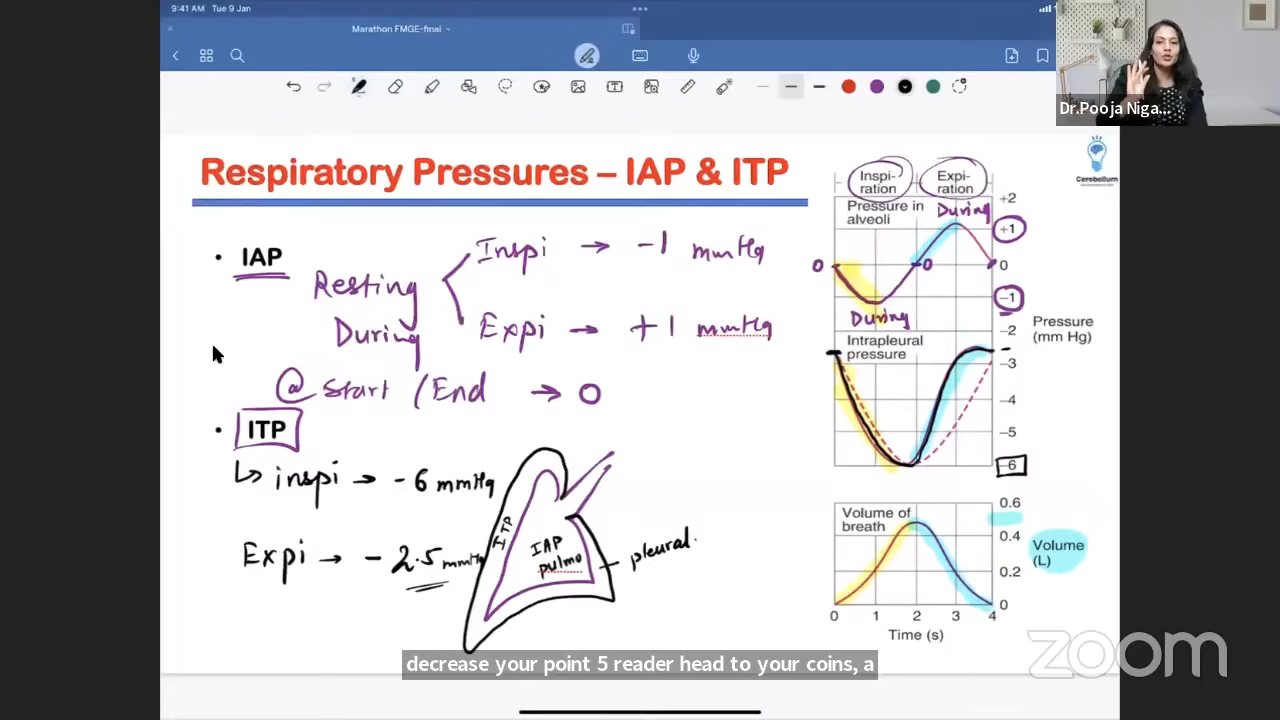 9:41 AM Tue 9 Jan
Marathon FMGE-final
Dr.Pooja Niga...
Cerebellum
Respiratory Pressures – IAP & ITP
• IAP
Resting
During
Inspi → -1 mmHg
Expi → +1 mmHg
@ Start / End → 0
• ITP
↳ inspi → -6 mmHg
Expi → -2.5 mmHg
ITP
IAP
pulmo
pleural.
Inspi-
ration
Expi-
ration
Pressure in
alveoli
During
0
0
During
Intrapleural
pressure
+2
+1
0
-1
-2
-3
-4
-5
-6
Pressure
(mm Hg)
Volume of
breath
0.6
0.4
0.2
0
Volume
(L)
0 1 2 3 4
Time (s)
zoom
decrease your point 5 reader head to your coins, a